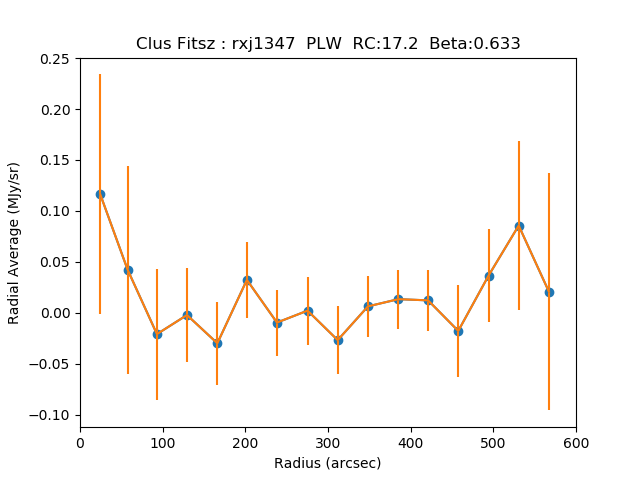 Clus Fitsz : rxj1347  PLW  RC:17.2  Beta:0.633
0.25
0.20
0.15
0.10
0.05
0.00
−0.05
−0.10
Radial Average (MJy/sr)
0 100 200 300 400 500 600
Radius (arcsec)